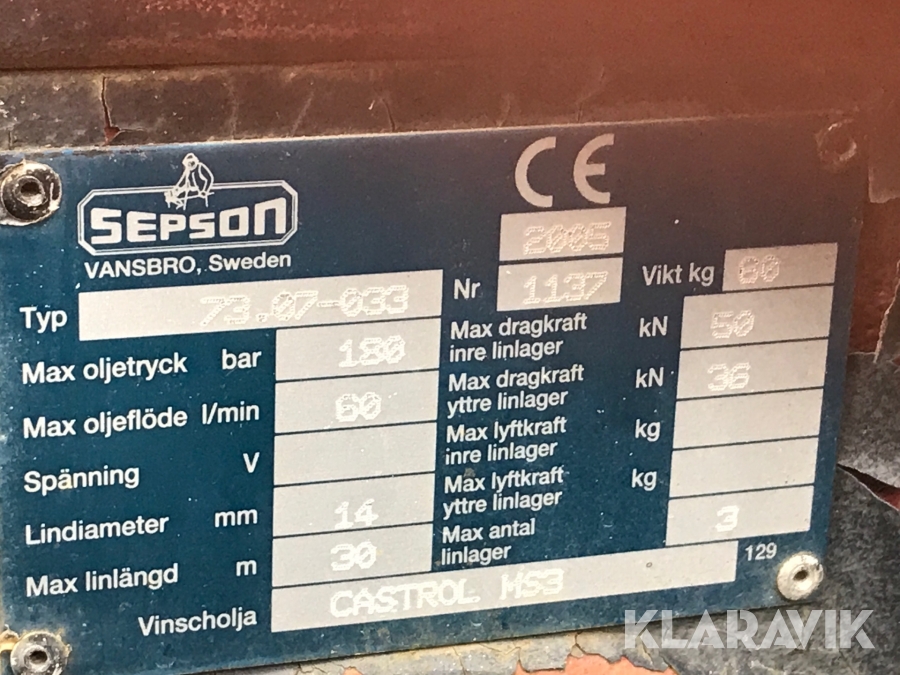 SEPSON
VANSBRO, Sweden
CE
2005
Typ 73.07-033
Nr 1137
Vikt kg 80
Max oljetryck bar 180
Max oljeflöde l/min 60
Spänning V
Lindiameter mm 14
Max linlängd m 30
Vinscholja CASTROL MS3
Max dragkraft
inre linlager kN 50
Max dragkraft
yttre linlager kN 36
Max lyftkraft
inre linlager kg
Max lyftkraft
yttre linlager kg
Max antal
linlager 3
129
KLARAVIK